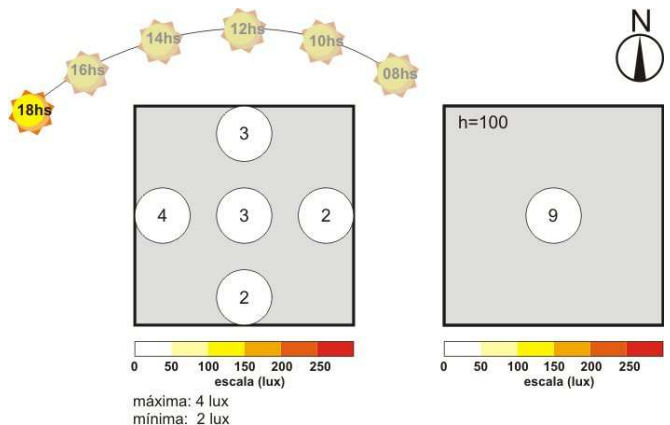 12hs
14hs
10hs
16hs
08hs
18hs
N
3
4 3 2
2
h=100
9
0 50 100 150 200 250
escala (lux)
máxima: 4 lux
mínima: 2 lux
0 50 100 150 200 250
escala (lux)